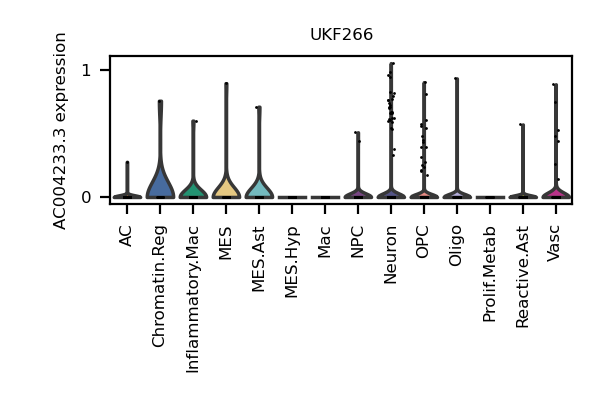 UKF266
AC004233.3 expression
1
0
AC
Chromatin.Reg
Inflammatory.Mac
MES
MES.Ast
MES.Hyp
Mac
NPC
Neuron
OPC
Oligo
Prolif.Metab
Reactive.Ast
Vasc